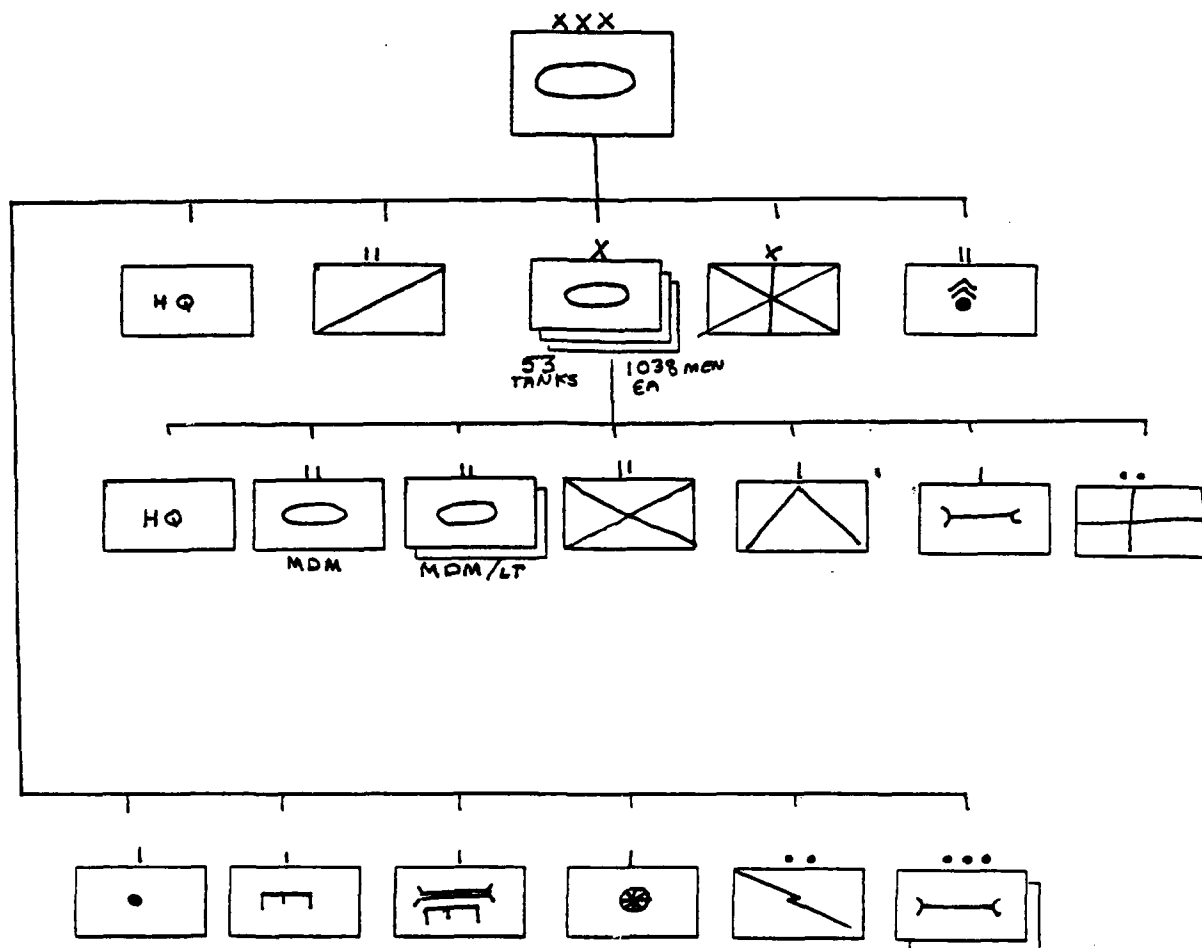 XXX
HQ
II
X
X
II
53
TANKS
1038 MEN
EA
HQ
II
II
II
I
I
••
MDM
MDM/LT
I
I
I
I
••
•••